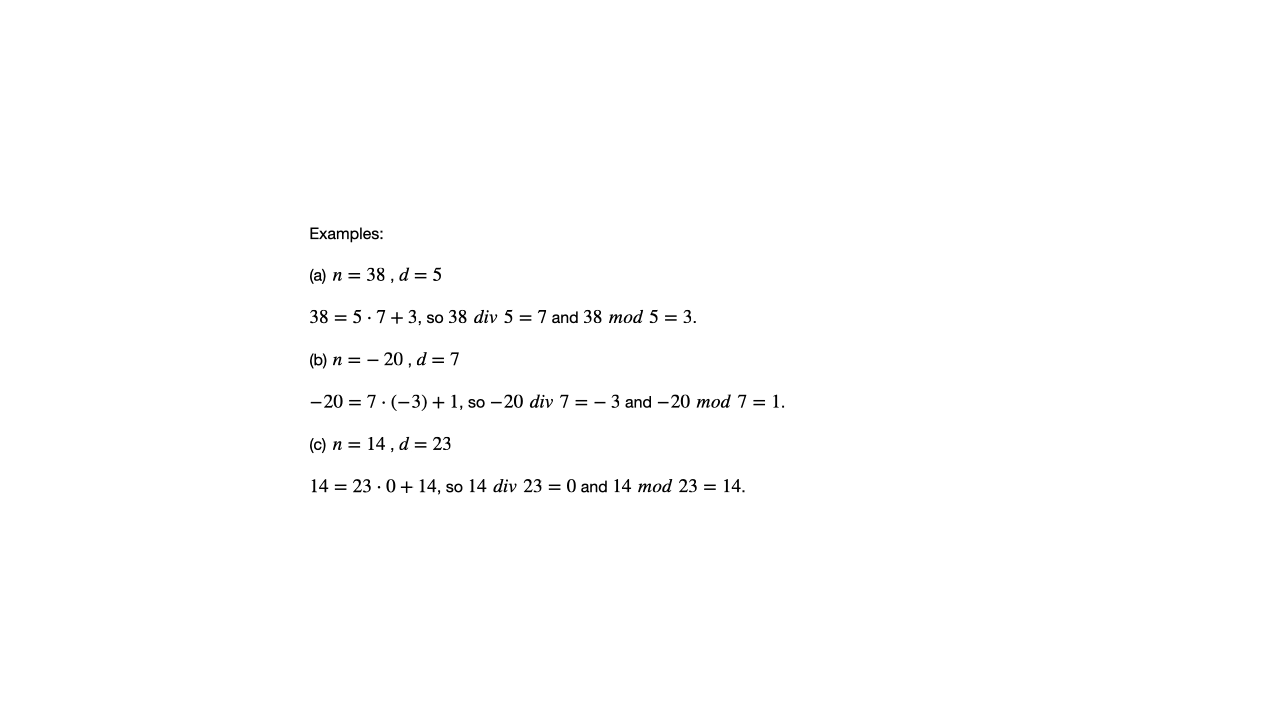 Examples:
(a) n = 38 , d = 5
38 = 5 · 7 + 3, so 38 div 5 = 7 and 38 mod 5 = 3.
(b) n = − 20 , d = 7
−20 = 7 · (−3) + 1, so −20 div 7 = − 3 and −20 mod 7 = 1.
(c) n = 14 , d = 23
14 = 23 · 0 + 14, so 14 div 23 = 0 and 14 mod 23 = 14.